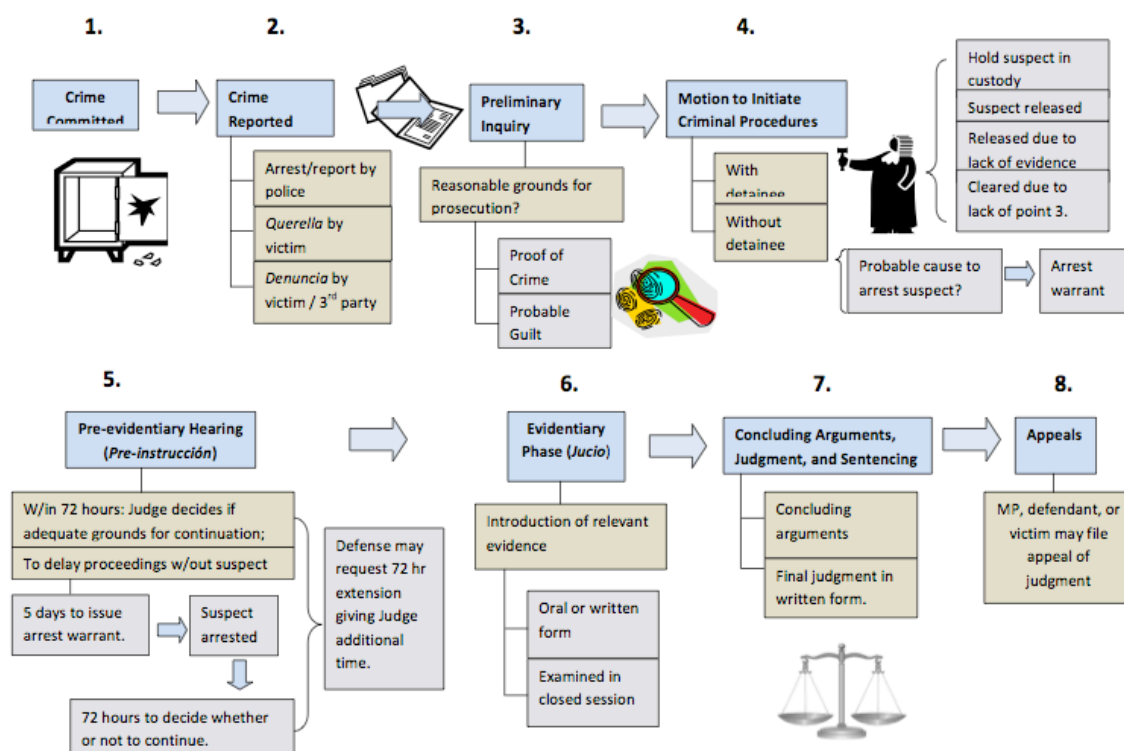 1.
Crime
Committed
2.
Crime
Reported
Arrest/report by
police
Querella by
victim
Denuncia by
victim / 3rd party
3.
Preliminary
Inquiry
Reasonable grounds for
prosecution?
Proof of
Crime
Probable
Guilt
4.
Motion to Initiate
Criminal Procedures
With
detainee
Without
detainee
Hold suspect in
custody
Suspect released
Released due to
lack of evidence
Cleared due to
lack of point 3.
Probable cause to
arrest suspect?
Arrest
warrant
5.
Pre-evidentiary Hearing
(Pre-instrucción)
W/in 72 hours: Judge decides if
adequate grounds for continuation;
To delay proceedings w/out suspect
5 days to issue
arrest warrant.
Suspect
arrested
72 hours to decide whether
or not to continue.
Defense may
request 72 hr
extension
giving Judge
additional
time.
6.
Evidentiary
Phase (Jucio)
Introduction of relevant
evidence
Oral or written
form
Examined in
closed session
7.
Concluding Arguments,
Judgment, and Sentencing
Concluding
arguments
Final judgment in
written form.
8.
Appeals
MP, defendant, or
victim may file
appeal of
judgment